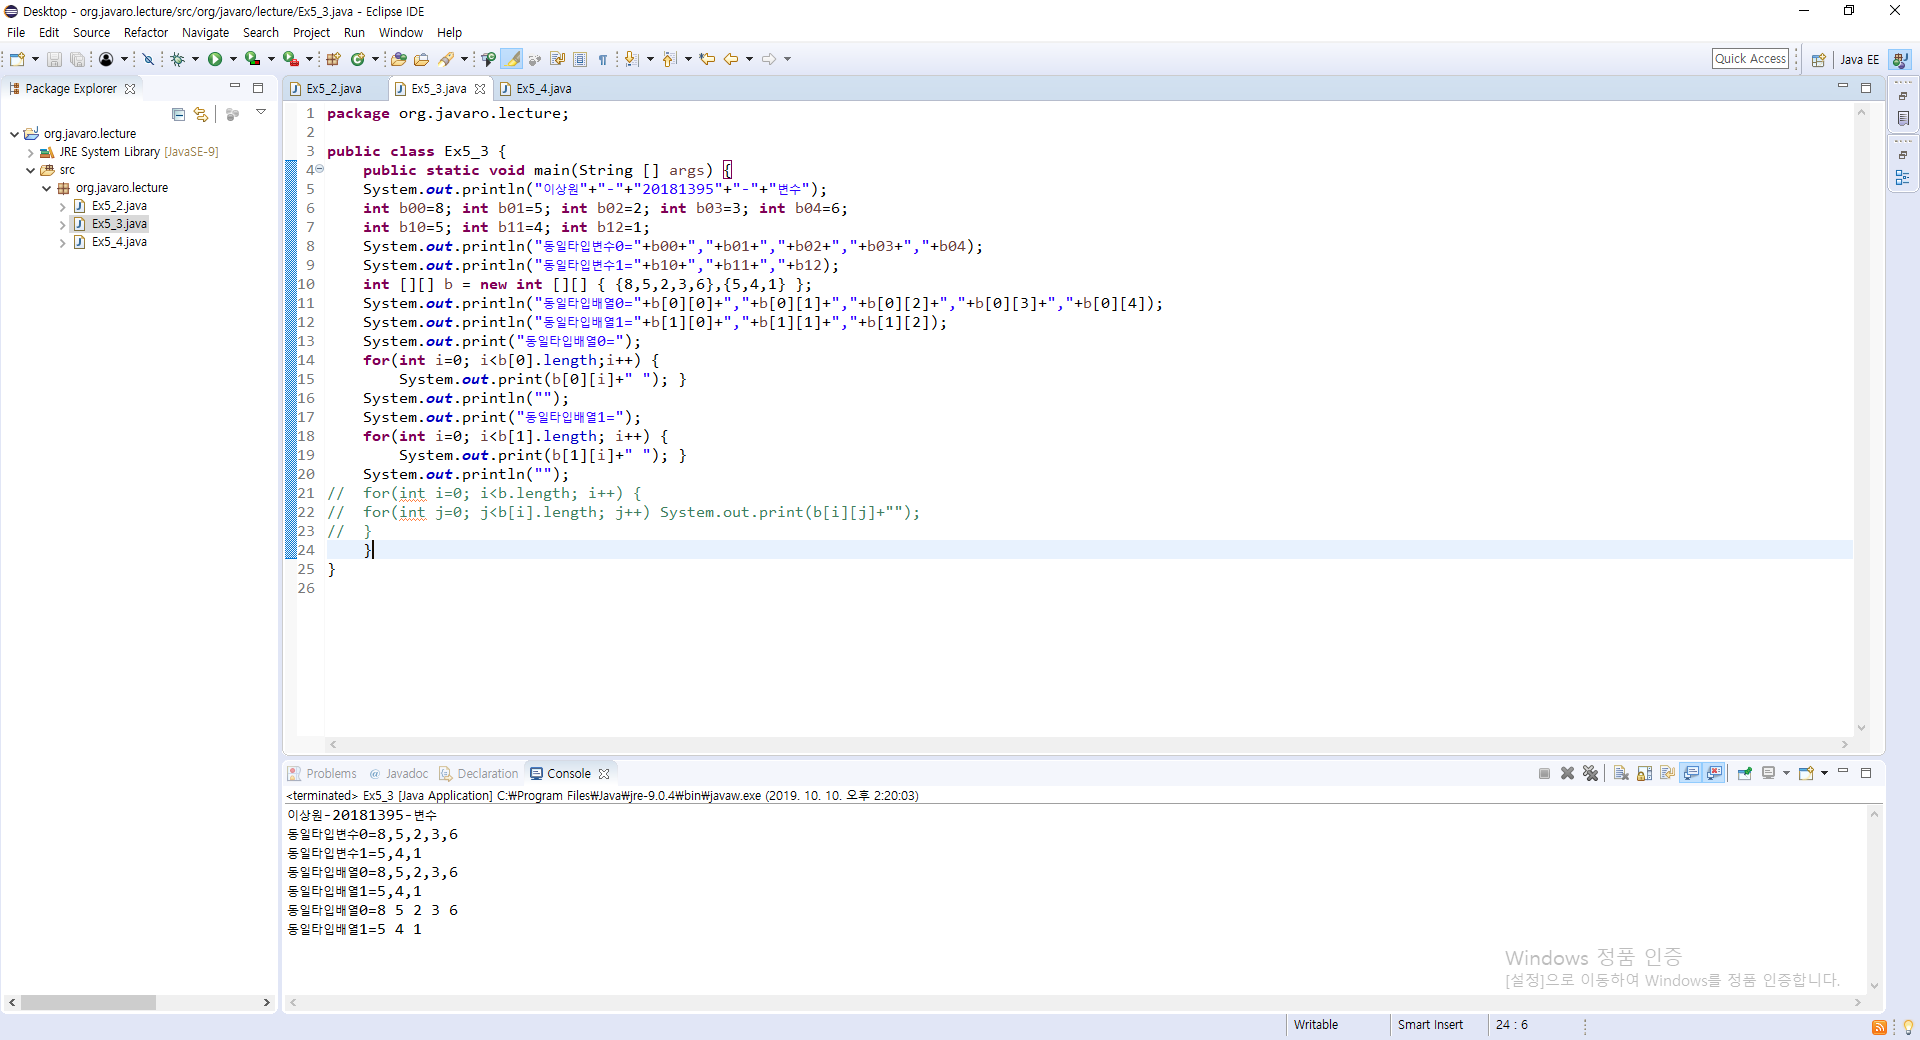 Desktop - org.javaro.lecture/src/org/javaro/lecture/Ex5_3.java - Eclipse IDE
File Edit Source Refactor Navigate Search Project Run Window Help
Quick Access Java EE
Package Explorer
org.javaro.lecture
JRE System Library [JavaSE-9]
src
org.javaro.lecture
Ex5_2.java
Ex5_3.java
Ex5_4.java
Ex5_2.java Ex5_3.java Ex5_4.java
1 package org.javaro.lecture;
2
3 public class Ex5_3 {
4 public static void main(String [] args) {
5 System.out.println("이상원"+"-"+"20181395"+"-"+"변수");
6 int b00=8; int b01=5; int b02=2; int b03=3; int b04=6;
7 int b10=5; int b11=4; int b12=1;
8 System.out.println("동일타입변수0="+b00+","+b01+","+b02+","+b03+","+b04);
9 System.out.println("동일타입변수1="+b10+","+b11+","+b12);
10 int [][] b = new int [][] { {8,5,2,3,6},{5,4,1} };
11 System.out.println("동일타입배열0="+b[0][0]+","+b[0][1]+","+b[0][2]+","+b[0][3]+","+b[0][4]);
12 System.out.println("동일타입배열1="+b[1][0]+","+b[1][1]+","+b[1][2]);
13 System.out.print("동일타입배열0=");
14 for(int i=0; i<b[0].length;i++) {
15 System.out.print(b[0][i]+" "); }
16 System.out.println("");
17 System.out.print("동일타입배열1=");
18 for(int i=0; i<b[1].length; i++) {
19 System.out.print(b[1][i]+" "); }
20 System.out.println("");
21 // for(int i=0; i<b.length; i++) {
22 // for(int j=0; j<b[i].length; j++) System.out.print(b[i][j]+"");
23 // }
24 }
25 }
26
Problems @ Javadoc Declaration Console
<terminated> Ex5_3 [Java Application] C:₩Program Files₩Java₩jre-9.0.4₩bin₩javaw.exe (2019. 10. 10. 오후 2:20:03)
이상원-20181395-변수
동일타입변수0=8,5,2,3,6
동일타입변수1=5,4,1
동일타입배열0=8,5,2,3,6
동일타입배열1=5,4,1
동일타입배열0=8 5 2 3 6
동일타입배열1=5 4 1
Windows 정품 인증
[설정]으로 이동하여 Windows를 정품 인증합니다.
Writable Smart Insert 24 : 6